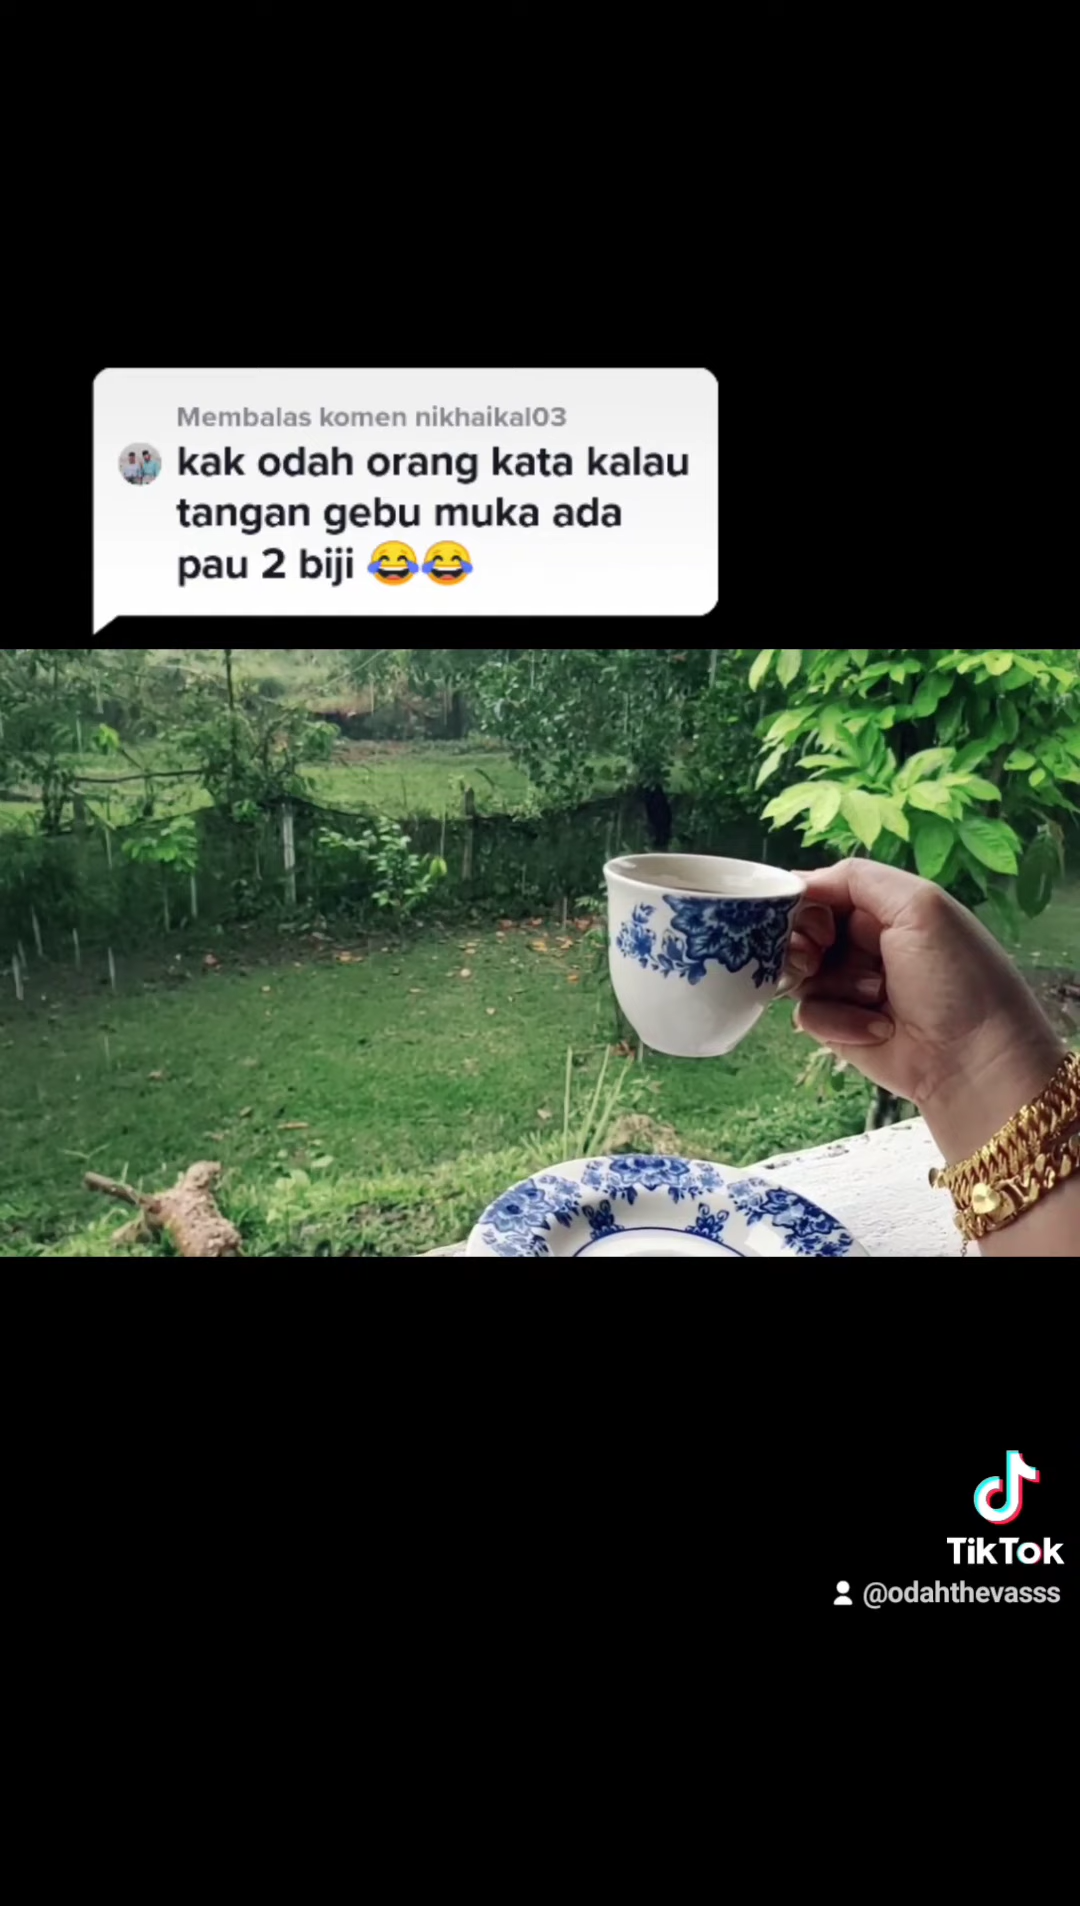 Membalas komen nikhaikal03
kak odah orang kata kalau
tangan gebu muka ada
pau 2 biji 😂😂
TikTok
@odahthevasss